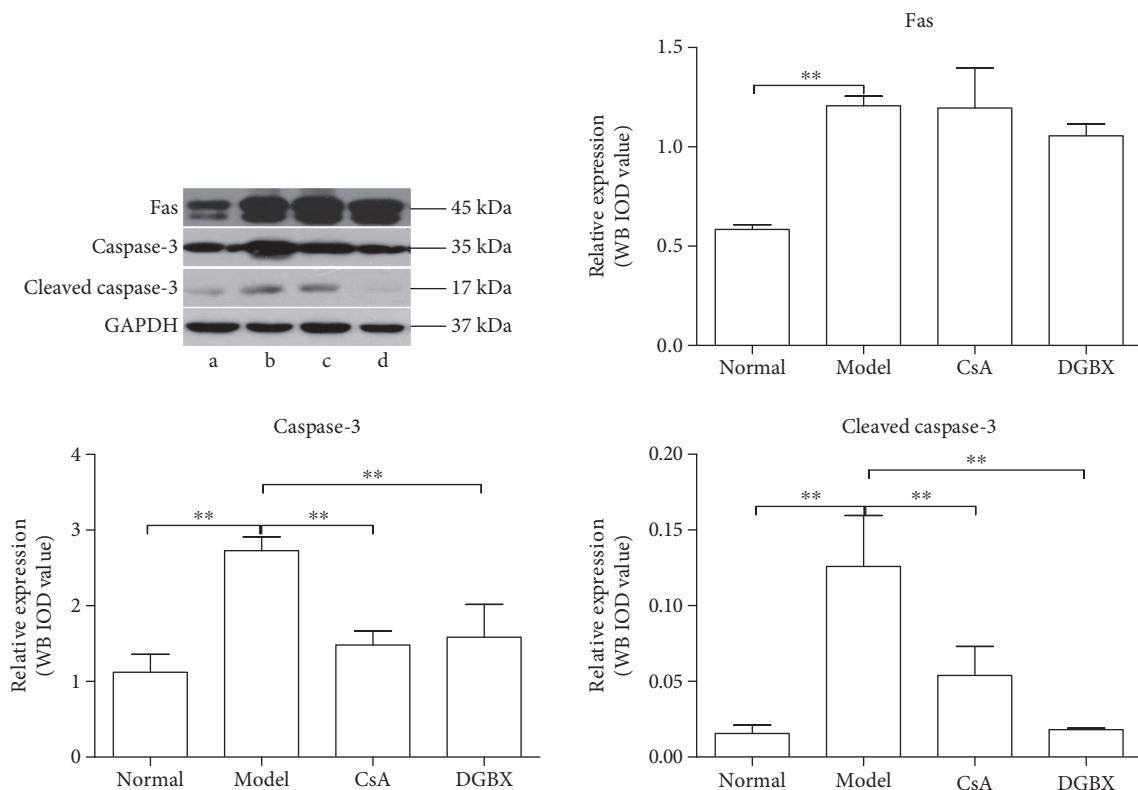 Fas
45 kDa
Caspase-3
35 kDa
Cleaved caspase-3
17 kDa
GAPDH
37 kDa
a b c d
Fas
Relative expression
(WB IOD value)
1.5
1.0
0.5
0.0
**
Normal Model CsA DGBX
Caspase-3
Relative expression
(WB IOD value)
4
3
2
1
0
**
** **
Normal Model CsA DGBX
Cleaved caspase-3
Relative expression
(WB IOD value)
0.20
0.15
0.10
0.05
0.00
**
** **
Normal Model CsA DGBX